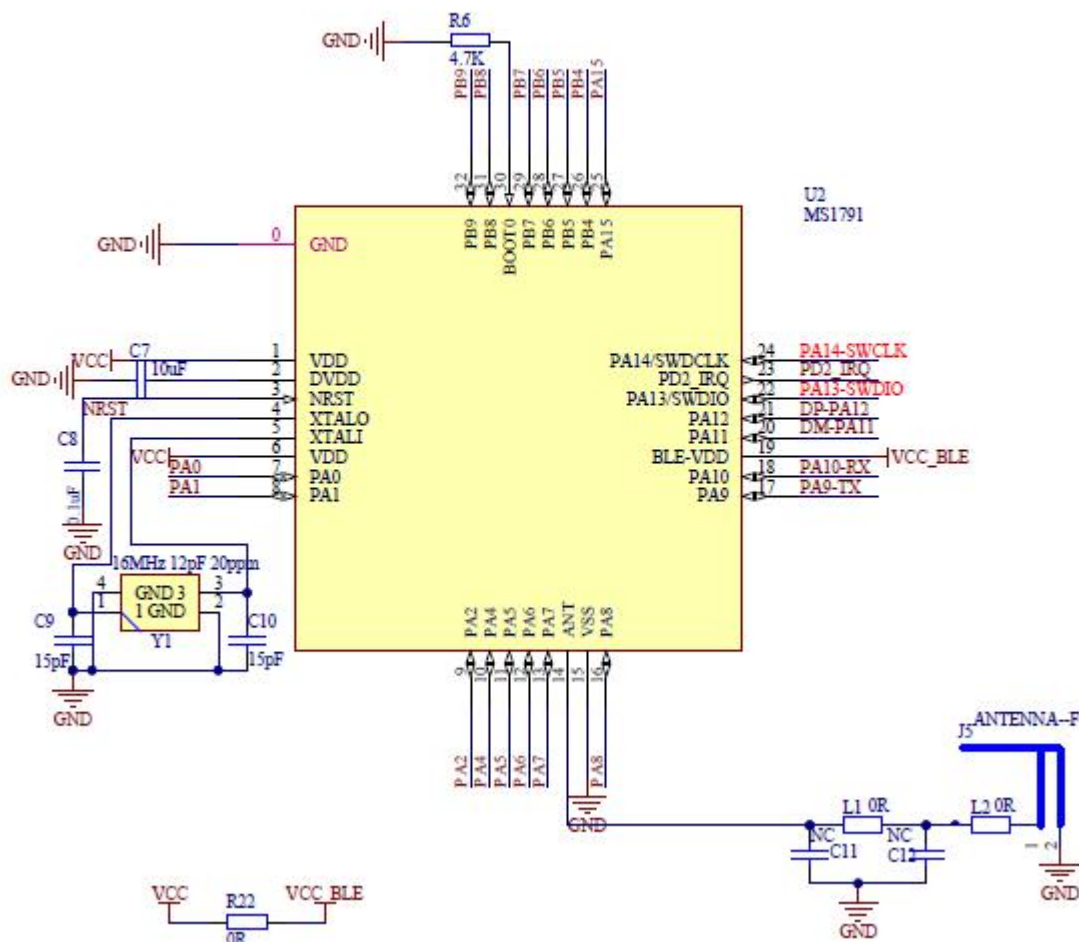 R6
GND
4.7K
PB9
PB8
PB7
PB6
PB5
PB4
PA15
32
31
30
29
28
27
26
25
U2
MS1791
PB9
PB8
BOOT0
PB7
PB6
PB5
PB4
PA15
GND
0
GND
VCC
C7
10uF
1
VDD
GND
2
DVDD
NRST
3
NRST
4
XTALO
5
XTALI
VCC
6
VDD
PA0
7
PA0
PA1
8
PA1
PA14/SWDCLK
24
PA14-SWCLK
PD2_IRQ
23
PD2_IRQ
PA13/SWDIO
22
PA13-SWDIO
PA12
21
DP-PA12
PA11
20
DM-PA11
BLE-VDD
19
VCC_BLE
PA10
18
PA10-RX
PA9
17
PA9-TX
C8
0.1uF
GND
16MHz 12pF 20ppm
4
GND 3
3
1
1 GND
2
C9
15pF
Y1
C10
15pF
GND
PA2
PA4
PA5
PA6
PA7
ANT
VSS
PA8
9
10
11
12
13
14
15
16
PA2
PA4
PA5
PA6
PA7
PA8
GND
ANTENNA--F
J5
L1 0R
L2 0R
NC
C11
NC
C12
1
2
GND
GND
VCC
R22
0R
VCC_BLE